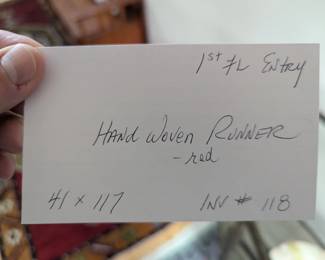 1st FL Entry
Hand Woven Runner
- red
41 x 117
INV # 118